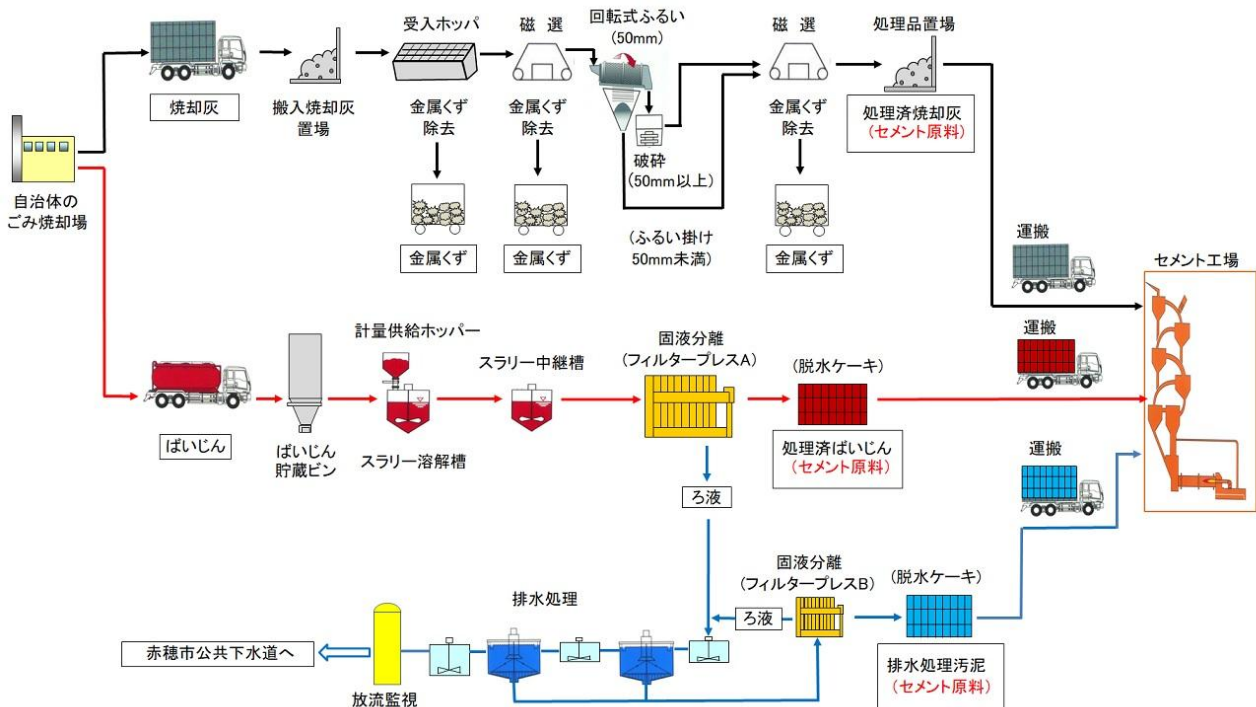 受入ホッパ
磁 選
回転式ふるい
(50mm)
磁 選
処理品置場
焼却灰
搬入焼却灰
置場
金属くず
除去
金属くず
除去
破砕
(50mm以上)
金属くず
除去
処理済焼却灰
(セメント原料)
自治体の
ごみ焼却場
金属くず
金属くず
(ふるい掛け
50mm未満)
金属くず
運搬
セメント工場
計量供給ホッパー
スラリー中継槽
固液分離
(フィルタープレスA)
(脱水ケーキ)
運搬
ばいじん
ばいじん
貯蔵ビン
スラリー溶解槽
処理済ばいじん
(セメント原料)
運搬
ろ液
固液分離
(フィルタープレスB)
(脱水ケーキ)
排水処理
ろ液
赤穂市公共下水道へ
放流監視
排水処理汚泥
(セメント原料)